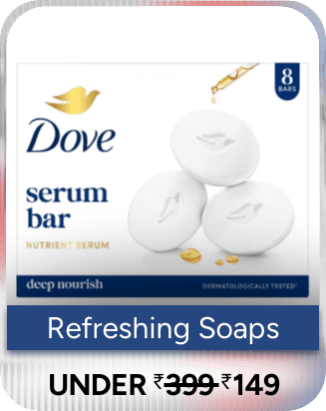 8
BARS
Dove
serum
bar
NUTRIENT SERUM
deep nourish
DERMATOLOGICALLY TESTED*
Refreshing Soaps
UNDER ₹399 ₹149